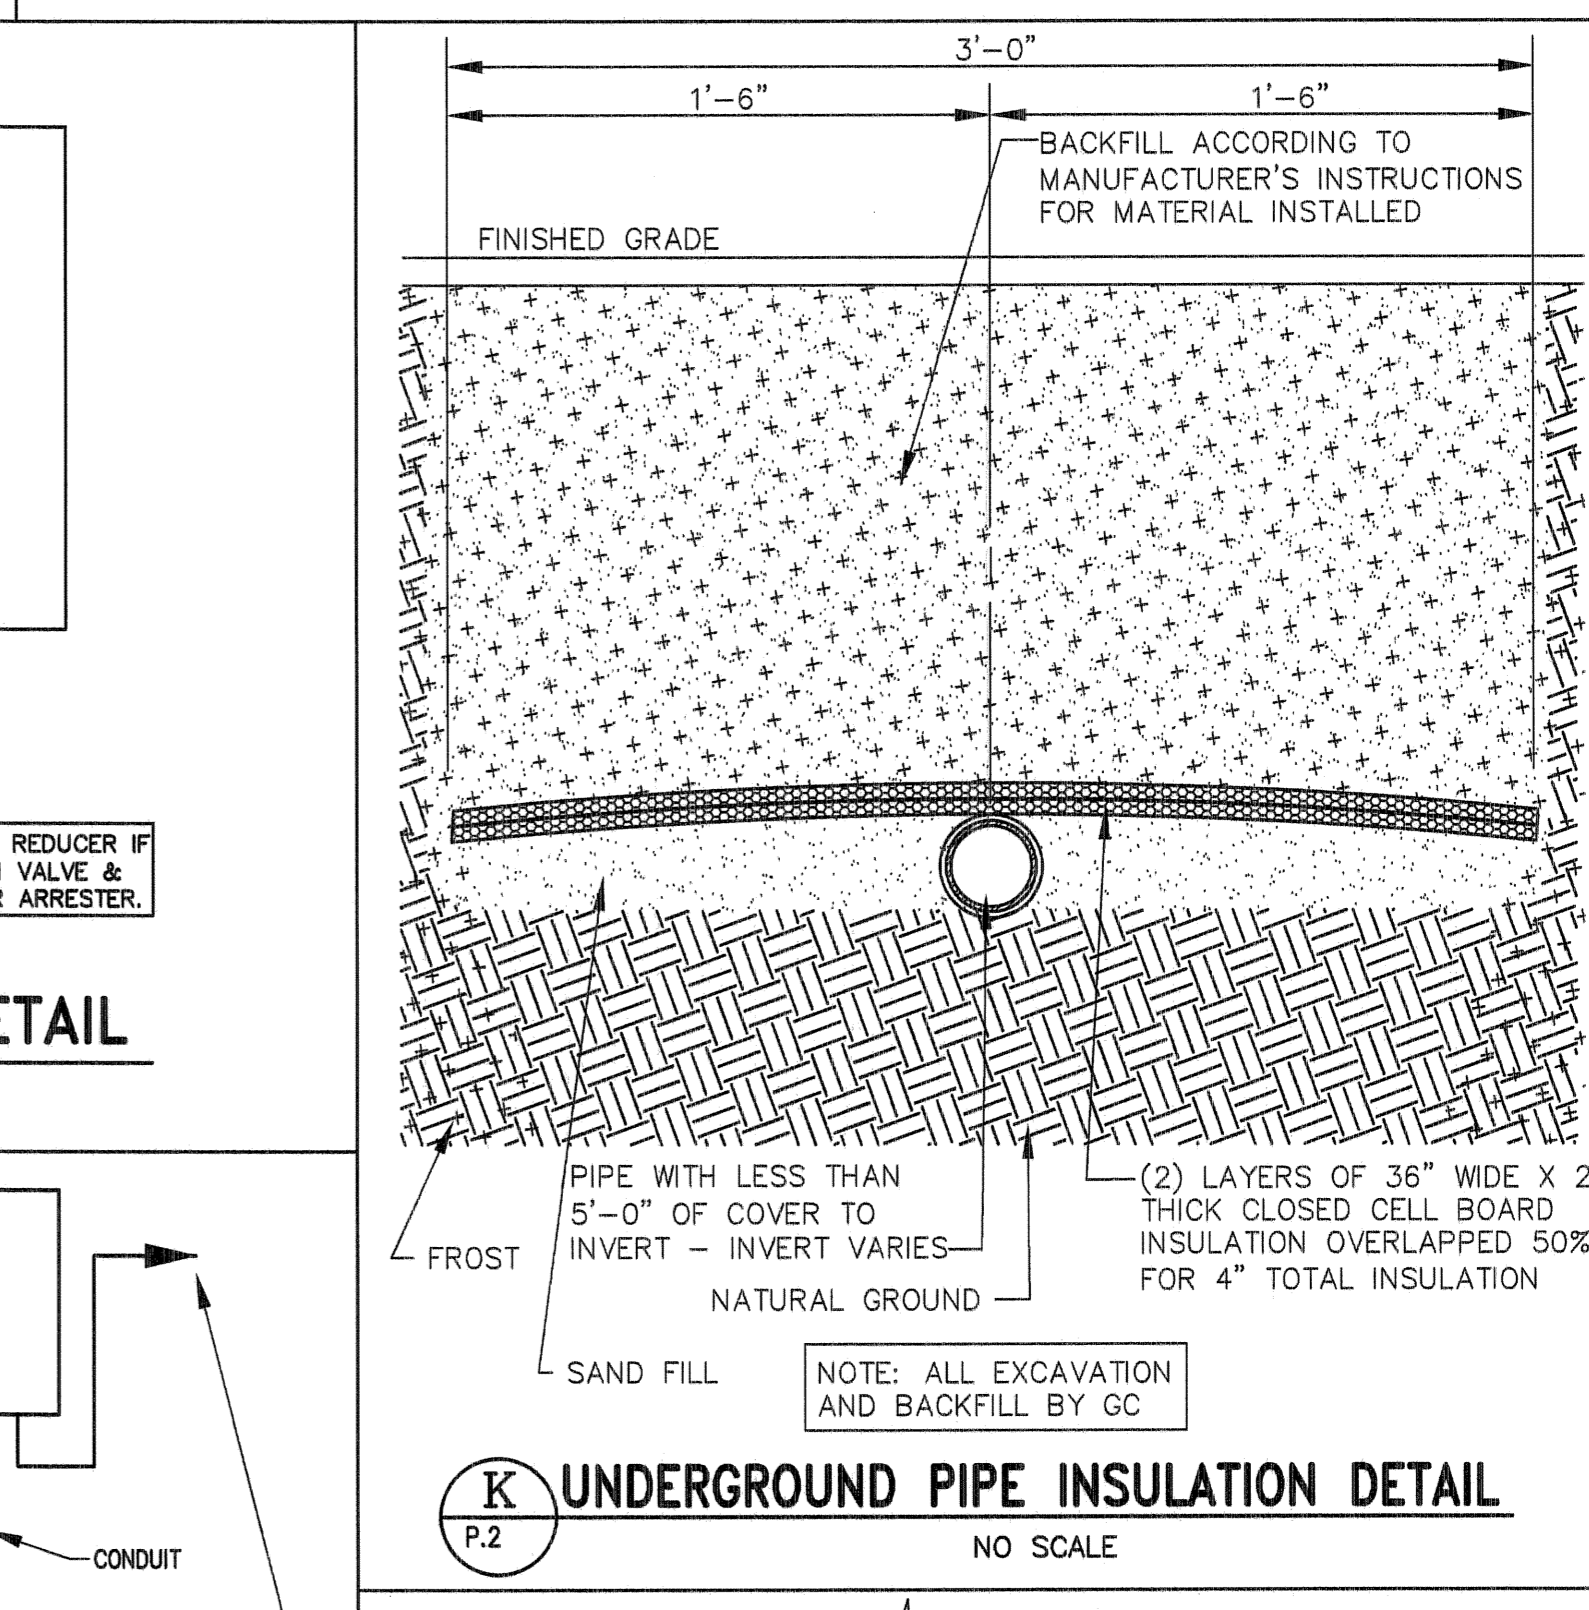 3'-0"
1'-6"
1'-6"
BACKFILL ACCORDING TO
MANUFACTURER'S INSTRUCTIONS
FOR MATERIAL INSTALLED
FINISHED GRADE
REDUCER IF
VALVE &
ARRESTER.
ETAIL
PIPE WITH LESS THAN
5'-0" OF COVER TO
INVERT - INVERT VARIES
(2) LAYERS OF 36" WIDE X 2
THICK CLOSED CELL BOARD
INSULATION OVERLAPPED 50%
FOR 4" TOTAL INSULATION
FROST
NATURAL GROUND
SAND FILL
NOTE: ALL EXCAVATION
AND BACKFILL BY GC
K
P.2
UNDERGROUND PIPE INSULATION DETAIL
NO SCALE
CONDUIT